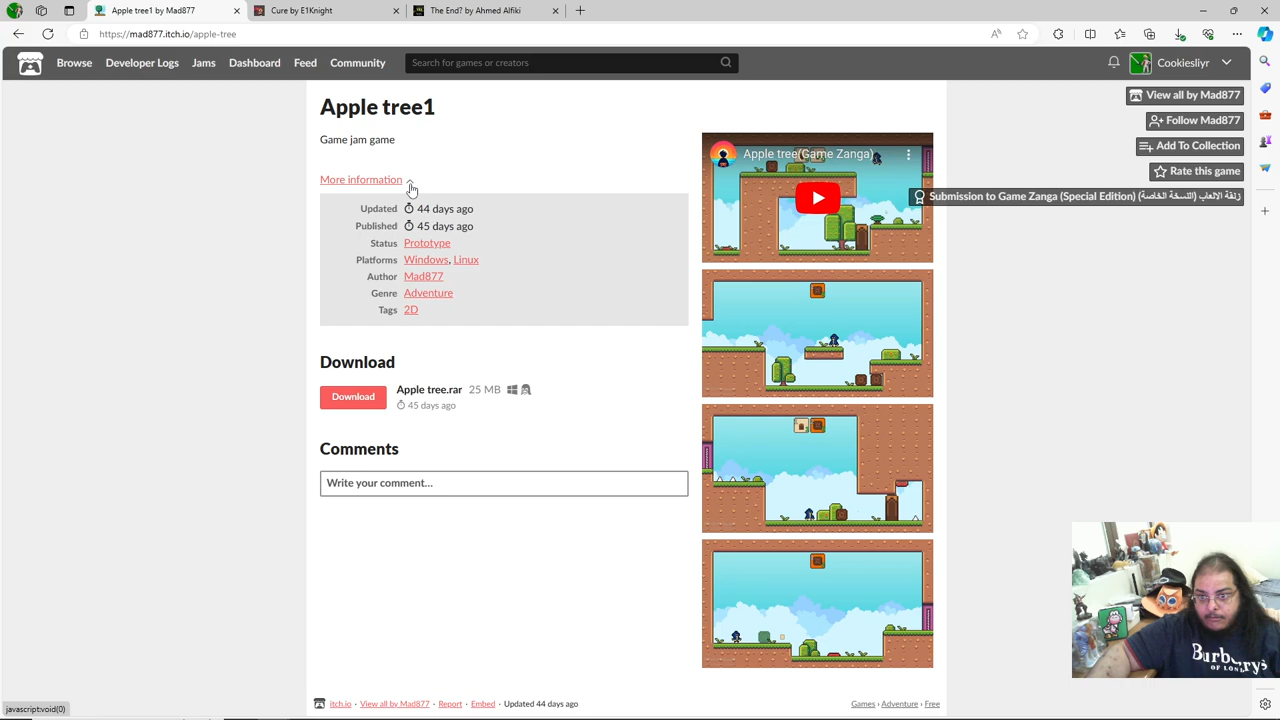 Apple tree1 by Mad877
Cure by E1Knight
The End? by Ahmed Alfiki
https://mad877.itch.io/apple-tree
Browse
Developer Logs
Jams
Dashboard
Feed
Community
Search for games or creators
Cookiesliyr
View all by Mad877
Follow Mad877
Add To Collection
Rate this game
Submission to Game Zanga (Special Edition) زنقة الالعاب (النسخة الخاصة)
Apple tree1
Game jam game
More information
Updated 44 days ago
Published 45 days ago
Status Prototype
Platforms Windows, Linux
Author Mad877
Genre Adventure
Tags 2D
Download
Download Apple tree.rar 25 MB
45 days ago
Comments
Write your comment...
Apple tree(Game Zanga)
Burberrys
OF LON
itch.io · View all by Mad877 · Report · Embed · Updated 44 days ago
Games › Adventure › Free
javascript:void(0)